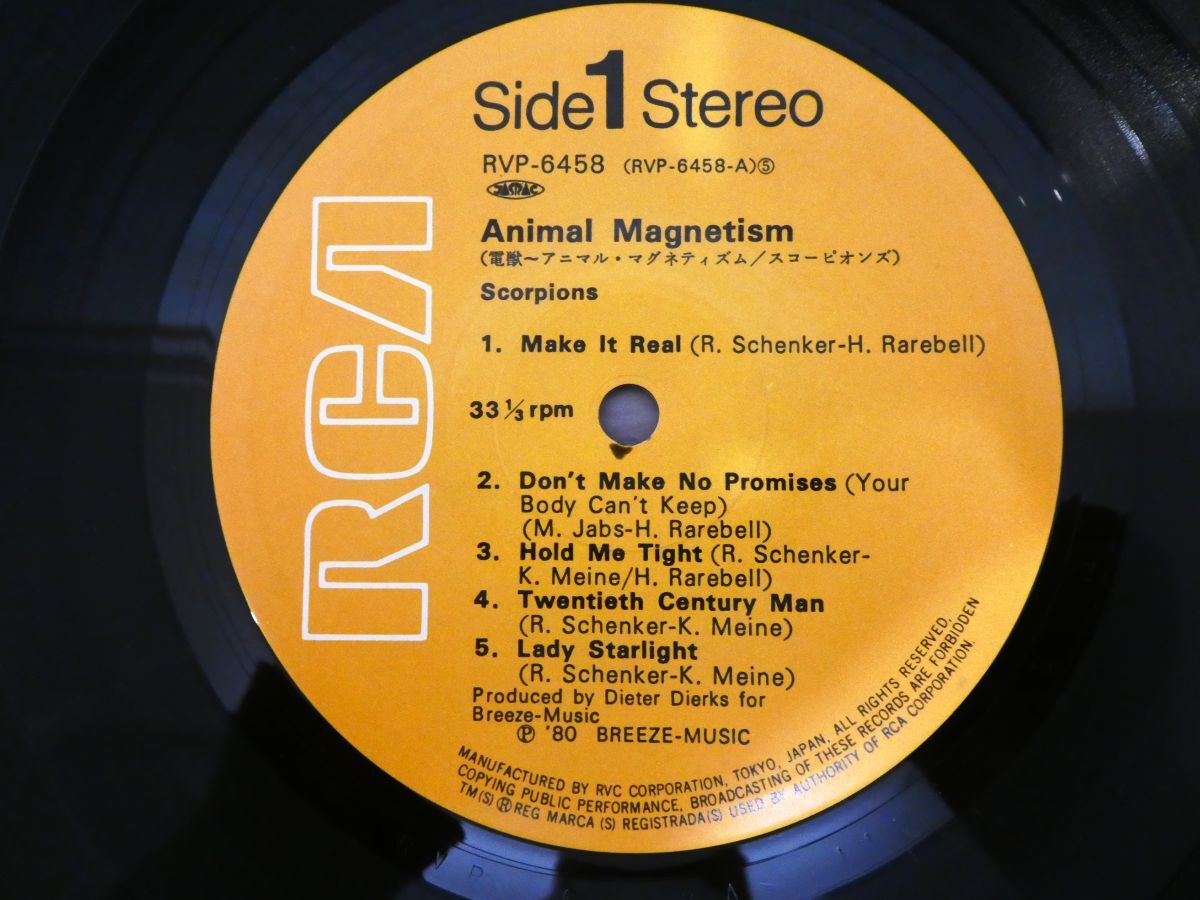 Side 1 Stereo
RVP-6458 (RVP-6458-A)⑤
JASRAC
Animal Magnetism
(電獣〜アニマル・マグネティズム/スコーピオンズ)
Scorpions
1. Make It Real (R. Schenker-H. Rarebell)
33 1/3 rpm
2. Don't Make No Promises (Your
Body Can't Keep)
(M. Jabs-H. Rarebell)
3. Hold Me Tight (R. Schenker-
K. Meine/H. Rarebell)
4. Twentieth Century Man
(R. Schenker-K. Meine)
5. Lady Starlight
(R. Schenker-K. Meine)
Produced by Dieter Dierks for
Breeze-Music
Ⓟ '80 BREEZE-MUSIC
MANUFACTURED BY RVC CORPORATION, TOKYO, JAPAN, ALL RIGHTS RESERVED,
COPYING PUBLIC PERFORMANCE, BROADCASTING OF THESE RECORDS ARE FORBIDDEN
TM(S) ® REG MARCA (S) REGISTRADA(S) USED BY AUTHORITY OF RCA CORPORATION.
RCA